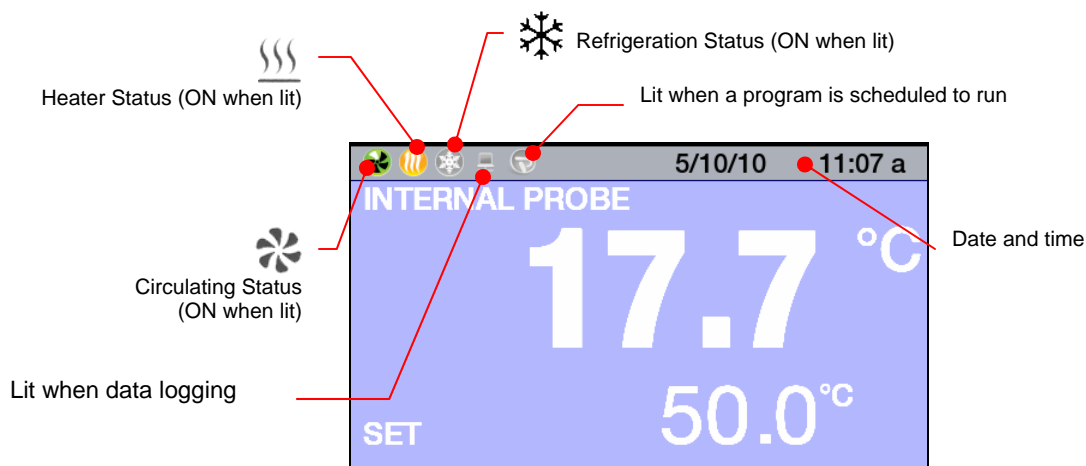 Refrigeration Status (ON when lit)
Heater Status (ON when lit)
Lit when a program is scheduled to run
5/10/10 11:07 a
INTERNAL PROBE
17.7 °C
Date and time
Circulating Status
(ON when lit)
Lit when data logging
50.0°C
SET